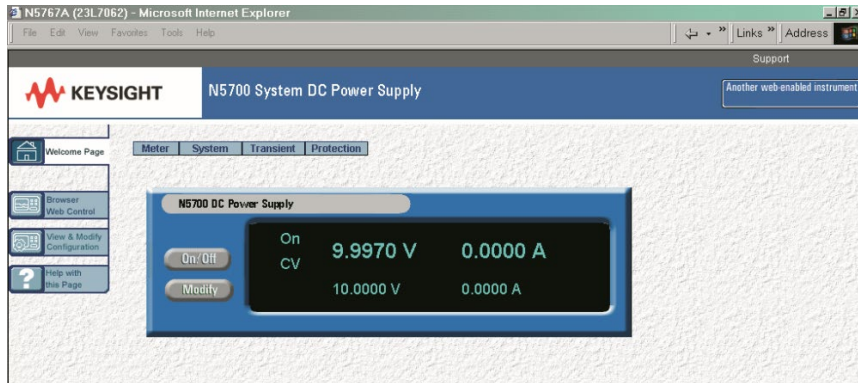 N5767A (23L7062) - Microsoft Internet Explorer
File Edit View Favorites Tools Help
» Links » Address
Support
KEYSIGHT
N5700 System DC Power Supply
Another web-enabled instrument
Welcome Page
Meter System Transient Protection
Browser
Web Control
View & Modify
Configuration
Help with
this Page
N5700 DC Power Supply
On/Off
Modify
On
CV
9.9970 V 0.0000 A
10.0000 V 0.0000 A